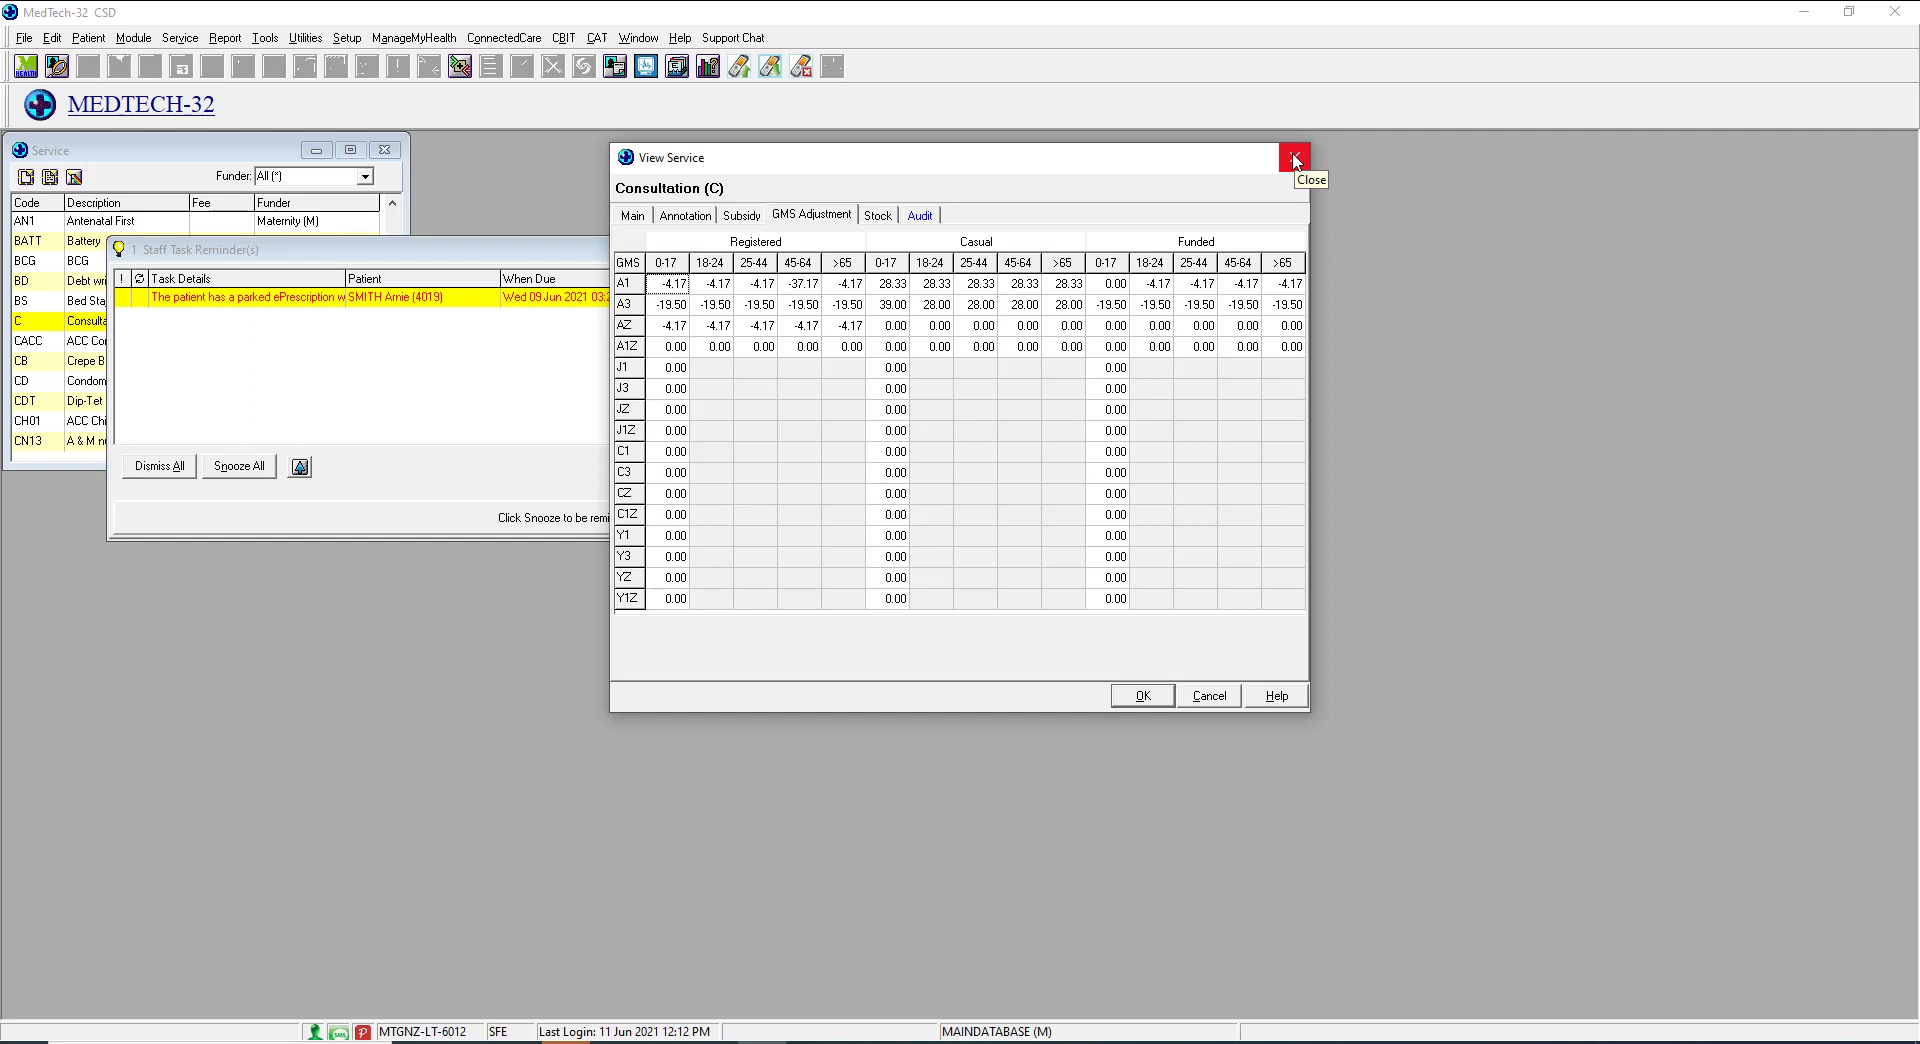 MedTech-32 CSD
File Edit Patient Module Service Report Tools Utilities Setup ManageMyHealth ConnectedCare CBIT CAT Window Help Support Chat
HEALTH
MEDTECH-32
Service
Funder: All (*)
Code Description Fee Funder
AN1 Antenatal First Maternity (M)
BATT Battery
BCG BCG
BD Debt wri
BS Bed Sta
C Consulta
CACC ACC Co
CB Crepe B
CD Condom
CDT Dip-Tet
CH01 ACC Chi
CN13 A & M n
1 Staff Task Reminder(s)
! Task Details Patient When Due
The patient has a parked ePrescription w SMITH Arnie (4019) Wed 09 Jun 2021 03:2
Dismiss All Snooze All
Click Snooze to be remi
View Service
Close
Consultation (C)
Main Annotation Subsidy GMS Adjustment Stock Audit
Registered Casual Funded
GMS 0-17 18-24 25-44 45-64 >65 0-17 18-24 25-44 45-64 >65 0-17 18-24 25-44 45-64 >65
A1 -4.17 -4.17 -4.17 -37.17 -4.17 28.33 28.33 28.33 28.33 28.33 0.00 -4.17 -4.17 -4.17 -4.17
A3 -19.50 -19.50 -19.50 -19.50 -19.50 39.00 28.00 28.00 28.00 28.00 -19.50 -19.50 -19.50 -19.50 -19.50
AZ -4.17 -4.17 -4.17 -4.17 -4.17 0.00 0.00 0.00 0.00 0.00 0.00 0.00 0.00 0.00 0.00
A1Z 0.00 0.00 0.00 0.00 0.00 0.00 0.00 0.00 0.00 0.00 0.00 0.00 0.00 0.00 0.00
J1 0.00 0.00 0.00
J3 0.00 0.00 0.00
JZ 0.00 0.00 0.00
J1Z 0.00 0.00 0.00
C1 0.00 0.00 0.00
C3 0.00 0.00 0.00
CZ 0.00 0.00 0.00
C1Z 0.00 0.00 0.00
Y1 0.00 0.00 0.00
Y3 0.00 0.00 0.00
YZ 0.00 0.00 0.00
Y1Z 0.00 0.00 0.00
OK Cancel Help
SMS P MTGNZ-LT-6012 SFE Last Login: 11 Jun 2021 12:12 PM MAINDATABASE (M)